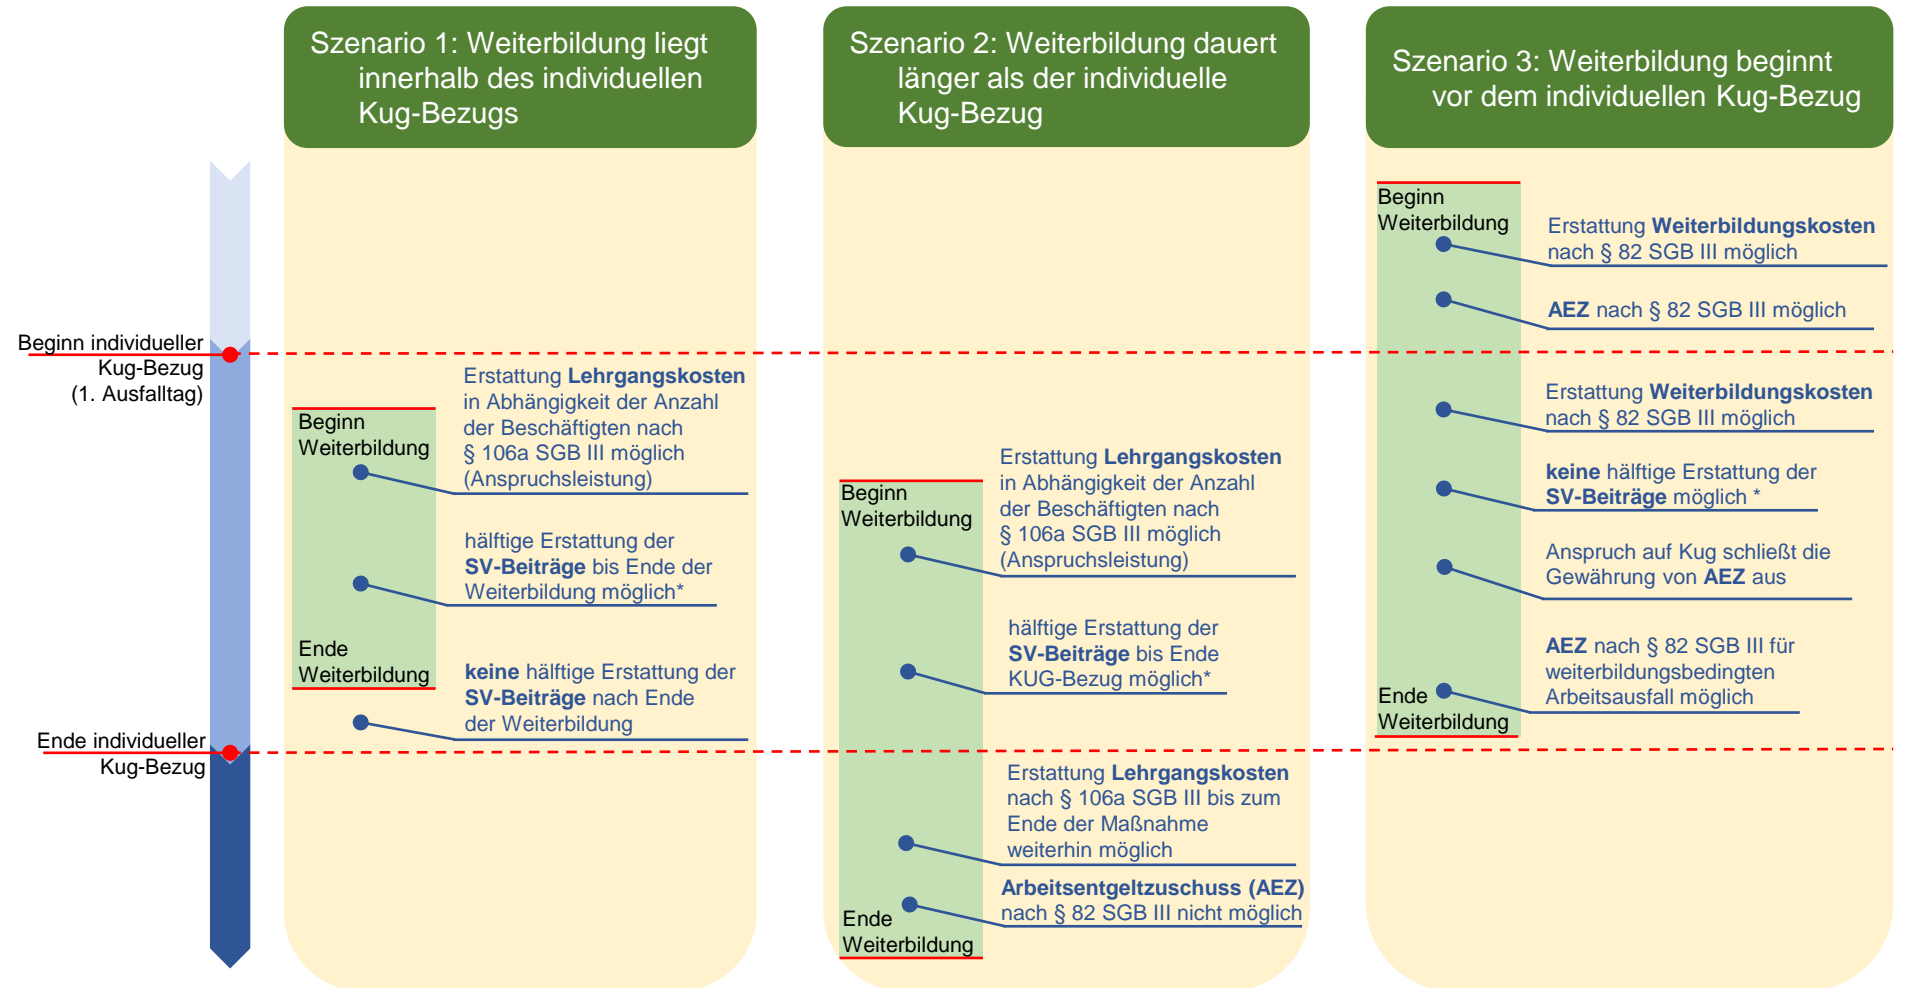 Szenario 1: Weiterbildung liegt
innerhalb des individuellen
Kug-Bezugs
Szenario 2: Weiterbildung dauert
länger als der individuelle
Kug-Bezug
Szenario 3: Weiterbildung beginnt
vor dem individuellen Kug-Bezug
Beginn individueller
Kug-Bezug
(1. Ausfalltag)
Ende individueller
Kug-Bezug
Beginn
Weiterbildung
Erstattung Lehrgangskosten
in Abhängigkeit der Anzahl
der Beschäftigten nach
§ 106a SGB III möglich
(Anspruchsleistung)
hälftige Erstattung der
SV-Beiträge bis Ende der
Weiterbildung möglich*
Ende
Weiterbildung
keine hälftige Erstattung der
SV-Beiträge nach Ende
der Weiterbildung
Beginn
Weiterbildung
Erstattung Lehrgangskosten
in Abhängigkeit der Anzahl
der Beschäftigten nach
§ 106a SGB III möglich
(Anspruchsleistung)
hälftige Erstattung der
SV-Beiträge bis Ende
KUG-Bezug möglich*
Erstattung Lehrgangskosten
nach § 106a SGB III bis zum
Ende der Maßnahme
weiterhin möglich
Arbeitsentgeltzuschuss (AEZ)
nach § 82 SGB III nicht möglich
Ende
Weiterbildung
Beginn
Weiterbildung
Erstattung Weiterbildungskosten
nach § 82 SGB III möglich
AEZ nach § 82 SGB III möglich
Erstattung Weiterbildungskosten
nach § 82 SGB III möglich
keine hälftige Erstattung der
SV-Beiträge möglich *
Anspruch auf Kug schließt die
Gewährung von AEZ aus
AEZ nach § 82 SGB III für
weiterbildungsbedingten
Arbeitsausfall möglich
Ende
Weiterbildung